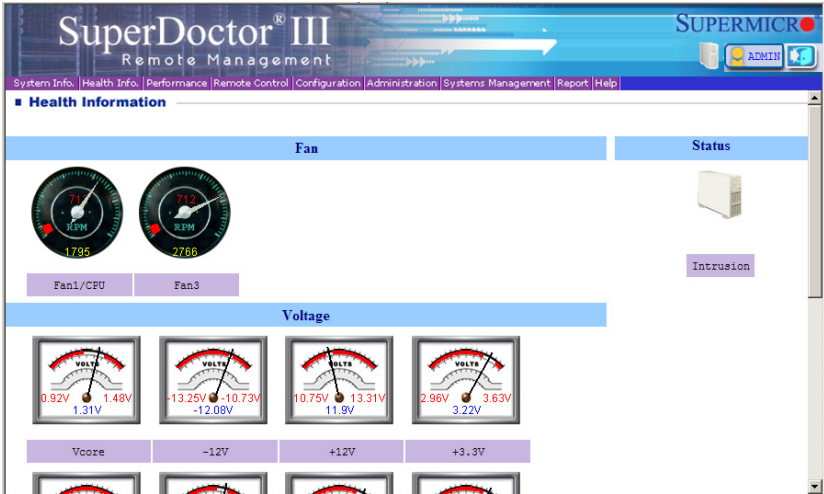 SuperDoctor® III
Remote Management
SUPERMICRO®
ADMIN
System Info. Health Info. Performance Remote Control Configuration Administration Systems Management Report Help
Health Information
Fan
Status
712 712
RPM RPM
1795 2766
Fan1/CPU Fan3
Intrusion
Voltage
VOLTS VOLTS VOLTS VOLTS
0.92V 1.48V -13.25V -10.73V 10.75V 13.31V 2.96V 3.63V
1.31V -12.08V 11.9V 3.22V
Vcore -12V +12V +3.3V